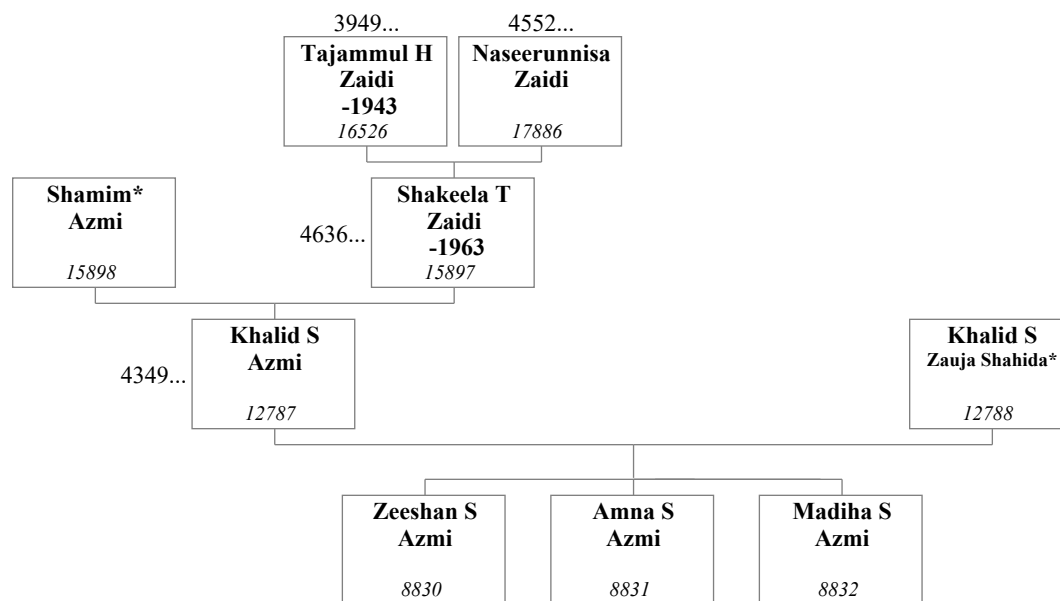 3949...
4552...
Tajammul H
Zaidi
-1943
16526
Naseerunnisa
Zaidi
17886
Shamim*
Azmi
15898
4636...
Shakeela T
Zaidi
-1963
15897
4349...
Khalid S
Azmi
12787
Khalid S
Zauja Shahida*
12788
Zeeshan S
Azmi
8830
Amna S
Azmi
8831
Madiha S
Azmi
8832